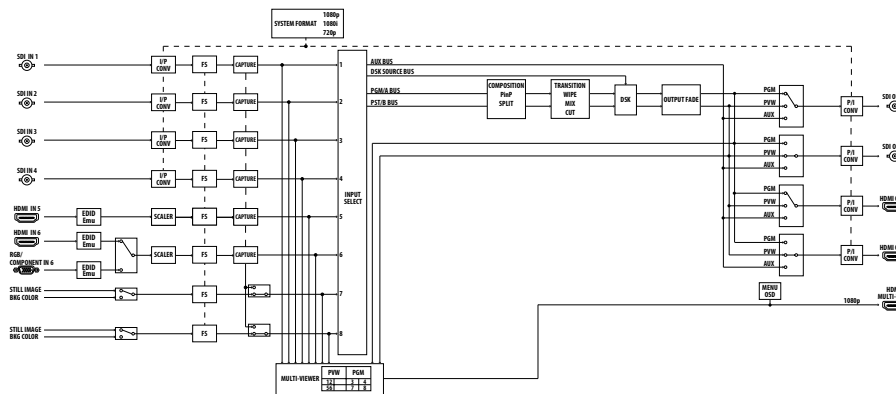 SYSTEM FORMAT
1080p
1080i
720p
SDI IN 1
I/P CONV
FS
CAPTURE
1
AUX BUS
DSK SOURCE BUS
PGM/A BUS
PST/B BUS
COMPOSITION
PinP
SPLIT
TRANSITION
WIPE
MIX
CUT
DSK
OUTPUT FADE
PGM
PVW
AUX
P/I CONV
SDI
SDI IN 2
I/P CONV
FS
CAPTURE
2
SDI IN 3
I/P CONV
FS
CAPTURE
3
PGM
PVW
AUX
P/I CONV
SDI
SDI IN 4
I/P CONV
FS
CAPTURE
4
INPUT SELECT
HDMI IN 5
EDID Emu
SCALER
FS
CAPTURE
5
PGM
PVW
AUX
P/I CONV
HDMI
HDMI IN 6
EDID Emu
RGB/
COMPONENT IN 6
EDID Emu
SCALER
FS
CAPTURE
6
PGM
PVW
AUX
P/I CONV
HDMI
STILL IMAGE
BKG COLOR
FS
7
MENU OSD
1080p
MULTI-
STILL IMAGE
BKG COLOR
FS
8
MULTI-VIEWER
PVW
PGM
1 2
3 4
5 6
7 8